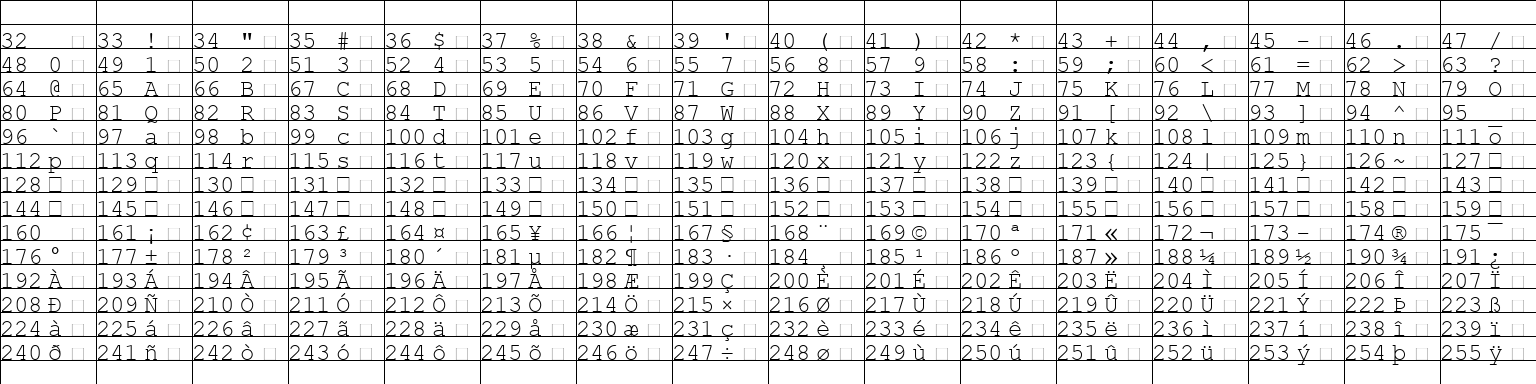 32 33 ! 34 " 35 # 36 $ 37 % 38 & 39 ' 40 ( 41 ) 42 * 43 + 44 , 45 - 46 . 47 /
48 0 49 1 50 2 51 3 52 4 53 5 54 6 55 7 56 8 57 9 58 : 59 ; 60 < 61 = 62 > 63 ?
64 @ 65 A 66 B 67 C 68 D 69 E 70 F 71 G 72 H 73 I 74 J 75 K 76 L 77 M 78 N 79 O
80 P 81 Q 82 R 83 S 84 T 85 U 86 V 87 W 88 X 89 Y 90 Z 91 [ 92 \ 93 ] 94 ^ 95 _
96 ` 97 a 98 b 99 c 100 d 101 e 102 f 103 g 104 h 105 i 106 j 107 k 108 l 109 m 110 n 111 o
112 p 113 q 114 r 115 s 116 t 117 u 118 v 119 w 120 x 121 y 122 z 123 { 124 | 125 } 126 ~ 127 □
128 □ 129 □ 130 □ 131 □ 132 □ 133 □ 134 □ 135 □ 136 □ 137 □ 138 □ 139 □ 140 □ 141 □ 142 □ 143 □
144 □ 145 □ 146 □ 147 □ 148 □ 149 □ 150 □ 151 □ 152 □ 153 □ 154 □ 155 □ 156 □ 157 □ 158 □ 159 □
160 161 ¡ 162 ¢ 163 £ 164 ¤ 165 ¥ 166 ¦ 167 § 168 ¨ 169 © 170 ª 171 « 172 ¬ 173 - 174 ® 175 ¯
176 ° 177 ± 178 ² 179 ³ 180 ´ 181 µ 182 ¶ 183 · 184 ¸ 185 ¹ 186 º 187 » 188 ¼ 189 ½ 190 ¾ 191 ¿
192 À 193 Á 194 Â 195 Ã 196 Ä 197 Å 198 Æ 199 Ç 200 È 201 É 202 Ê 203 Ë 204 Ì 205 Í 206 Î 207 Ï
208 Ð 209 Ñ 210 Ò 211 Ó 212 Ô 213 Õ 214 Ö 215 × 216 Ø 217 Ù 218 Ú 219 Û 220 Ü 221 Ý 222 Þ 223 ß
224 à 225 á 226 â 227 ã 228 ä 229 å 230 æ 231 ç 232 è 233 é 234 ê 235 ë 236 ì 237 í 238 î 239 ï
240 ð 241 ñ 242 ò 243 ó 244 ô 245 õ 246 ö 247 ÷ 248 ø 249 ù 250 ú 251 û 252 ü 253 ý 254 þ 255 ÿ